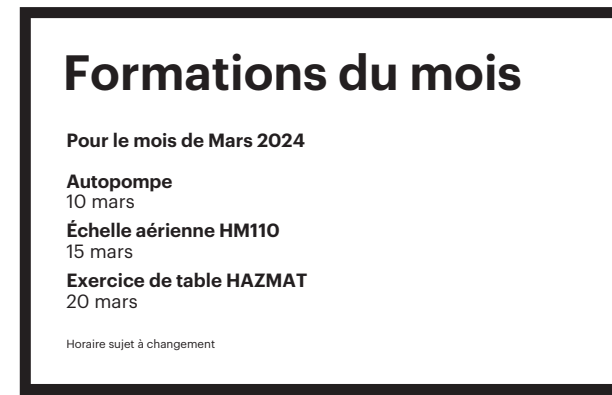 Formations du mois
Pour le mois de Mars 2024
Autopompe
10 mars
Échelle aérienne HM110
15 mars
Exercice de table HAZMAT
20 mars
Horaire sujet à changement